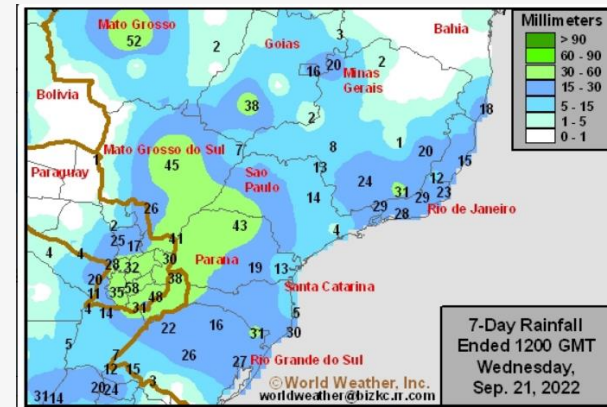 Mato Grosso
52
2
Goias
3
Bahia
Millimeters
> 90
60 - 90
30 - 60
15 - 30
5 - 15
1 - 5
0 - 1
16
20
Minas
Gerais
2
Bolivia
38
2
18
Mato Grosso do Sul
7
8
1
20
15
Paraguay
1
45
Sao
Paulo
13
24
12
31
29
23
14
29
28
Rio de Janeiro
26
2
25
17
41
43
4
4
4
28
32
30
Parana
20
38
19
13
11
35
58
48
Santa Catarina
4
14
31
5
5
22
16
31
30
7
26
27
Rio Grande do Sul
12
15
3
20
24
31
14
7-Day Rainfall
Ended 1200 GMT
Wednesday,
Sep. 21, 2022
© World Weather, Inc.
worldweather@bizkc.rr.com